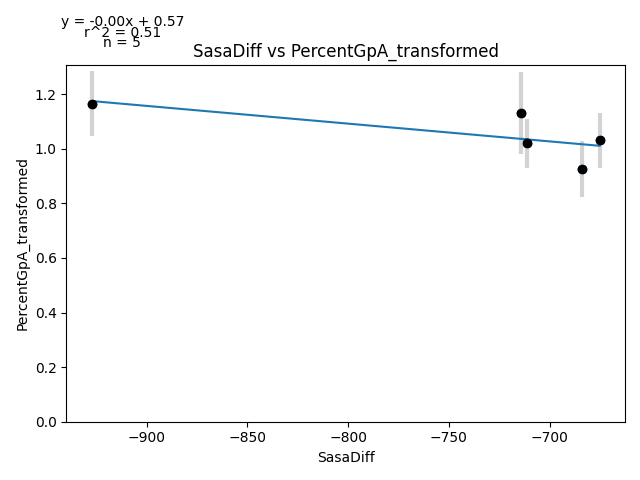 y = -0.00x + 0.57
r^2 = 0.51
n = 5
SasaDiff vs PercentGpA_transformed
PercentGpA_transformed
1.2
1.0
0.8
0.6
0.4
0.2
0.0
−900 −850 −800 −750 −700
SasaDiff